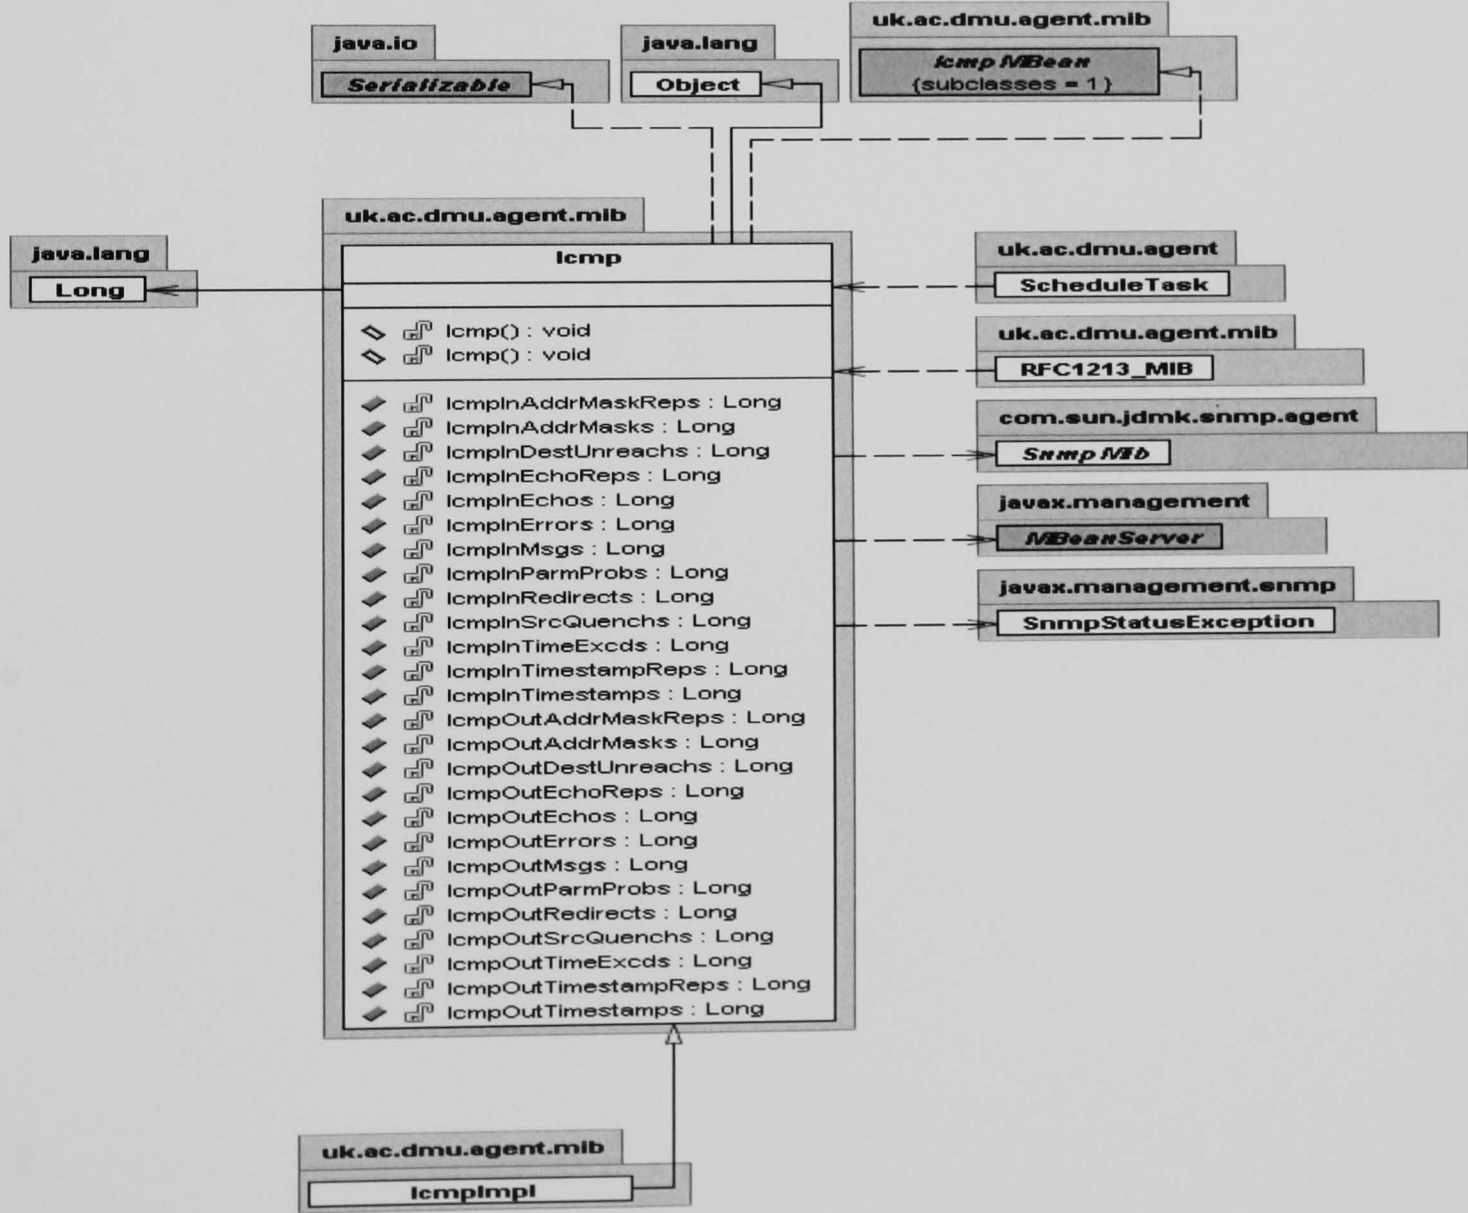 uk.ac.dmu.agent.mib
java.io
java.lang
IcmpMBean
Serializable
Object
{subclasses = 1}
uk.ac.dmu.agent.mib
java.lang
Icmp
uk.ac.dmu.agent
Long
ScheduleTask
Icmp() : void
Icmp() : void
uk.ac.dmu.agent.mib
RFC1213_MIB
IcmpInAddrMaskReps : Long
IcmpInAddrMasks : Long
com.sun.jdmk.snmp.agent
IcmpInDestUnreachs : Long
SnmpMib
IcmpInEchoReps : Long
IcmpInEchos : Long
javax.management
IcmpInErrors : Long
MBeanServer
IcmpInMsgs : Long
IcmpInParmProbs : Long
javax.management.snmp
IcmpInRedirects : Long
IcmpInSrcQuenchs : Long
SnmpStatusException
IcmpInTimeExcds : Long
IcmpInTimestampReps : Long
IcmpInTimestamps : Long
IcmpOutAddrMaskReps : Long
IcmpOutAddrMasks : Long
IcmpOutDestUnreachs : Long
IcmpOutEchoReps : Long
IcmpOutEchos : Long
IcmpOutErrors : Long
IcmpOutMsgs : Long
IcmpOutParmProbs : Long
IcmpOutRedirects : Long
IcmpOutSrcQuenchs : Long
IcmpOutTimeExcds : Long
IcmpOutTimestampReps : Long
IcmpOutTimestamps : Long
uk.ac.dmu.agent.mib
IcmpImpl